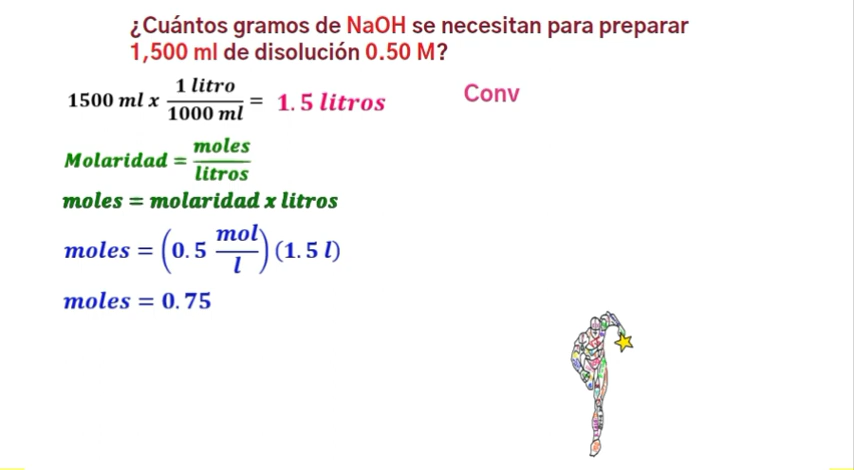 ¿Cuántos gramos de NaOH se necesitan para preparar
1,500 ml de disolución 0.50 M?
1500 ml x 1 litro / 1000 ml = 1.5 litros
Conv
Molaridad = moles / litros
moles = molaridad x litros
moles = (0.5 mol / l) (1.5 l)
moles = 0.75